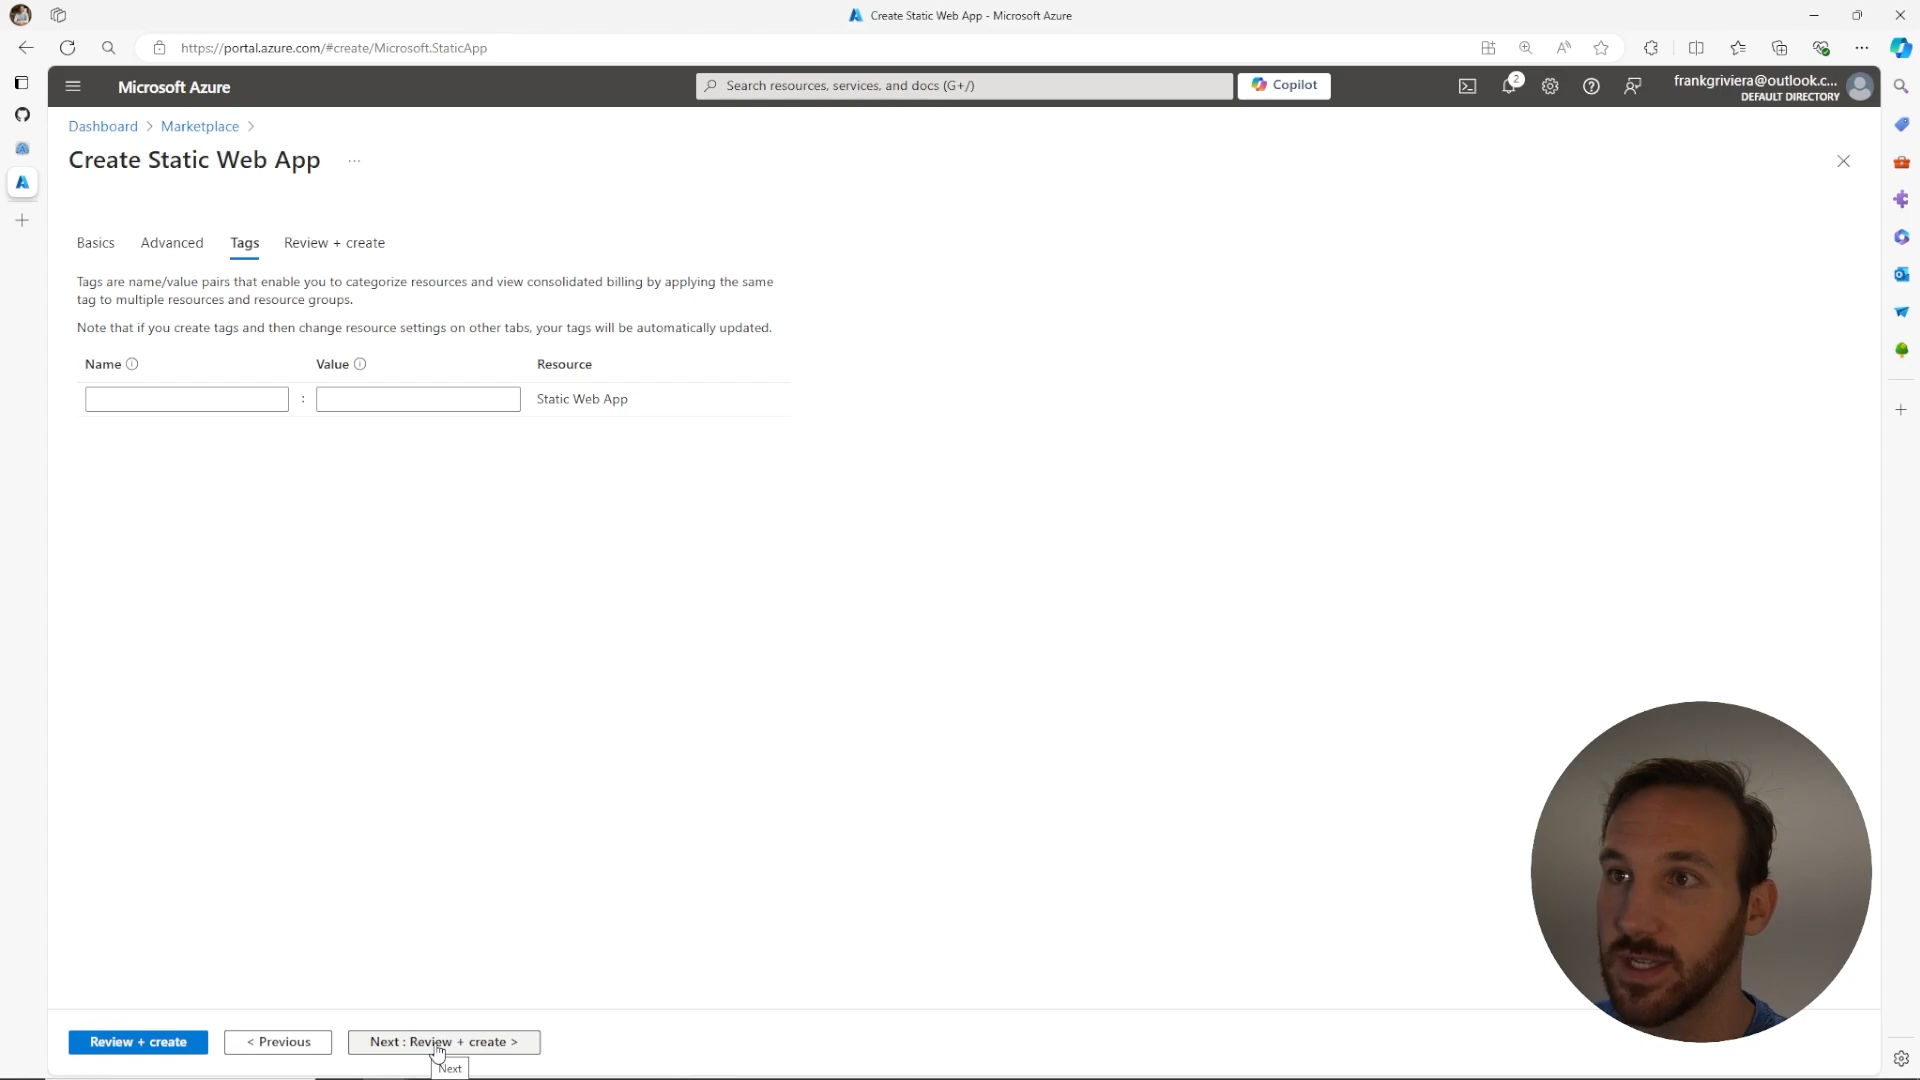 Create Static Web App - Microsoft Azure
https://portal.azure.com/#create/Microsoft.StaticApp
Microsoft Azure
Search resources, services, and docs (G+/)
Copilot
2
frankgriviera@outlook.c...
DEFAULT DIRECTORY
Dashboard > Marketplace >
Create Static Web App ...
Basics Advanced Tags Review + create
Tags are name/value pairs that enable you to categorize resources and view consolidated billing by applying the same
tag to multiple resources and resource groups.
Note that if you create tags and then change resource settings on other tabs, your tags will be automatically updated.
Name Value Resource
: Static Web App
Review + create < Previous Next : Review + create >
Next